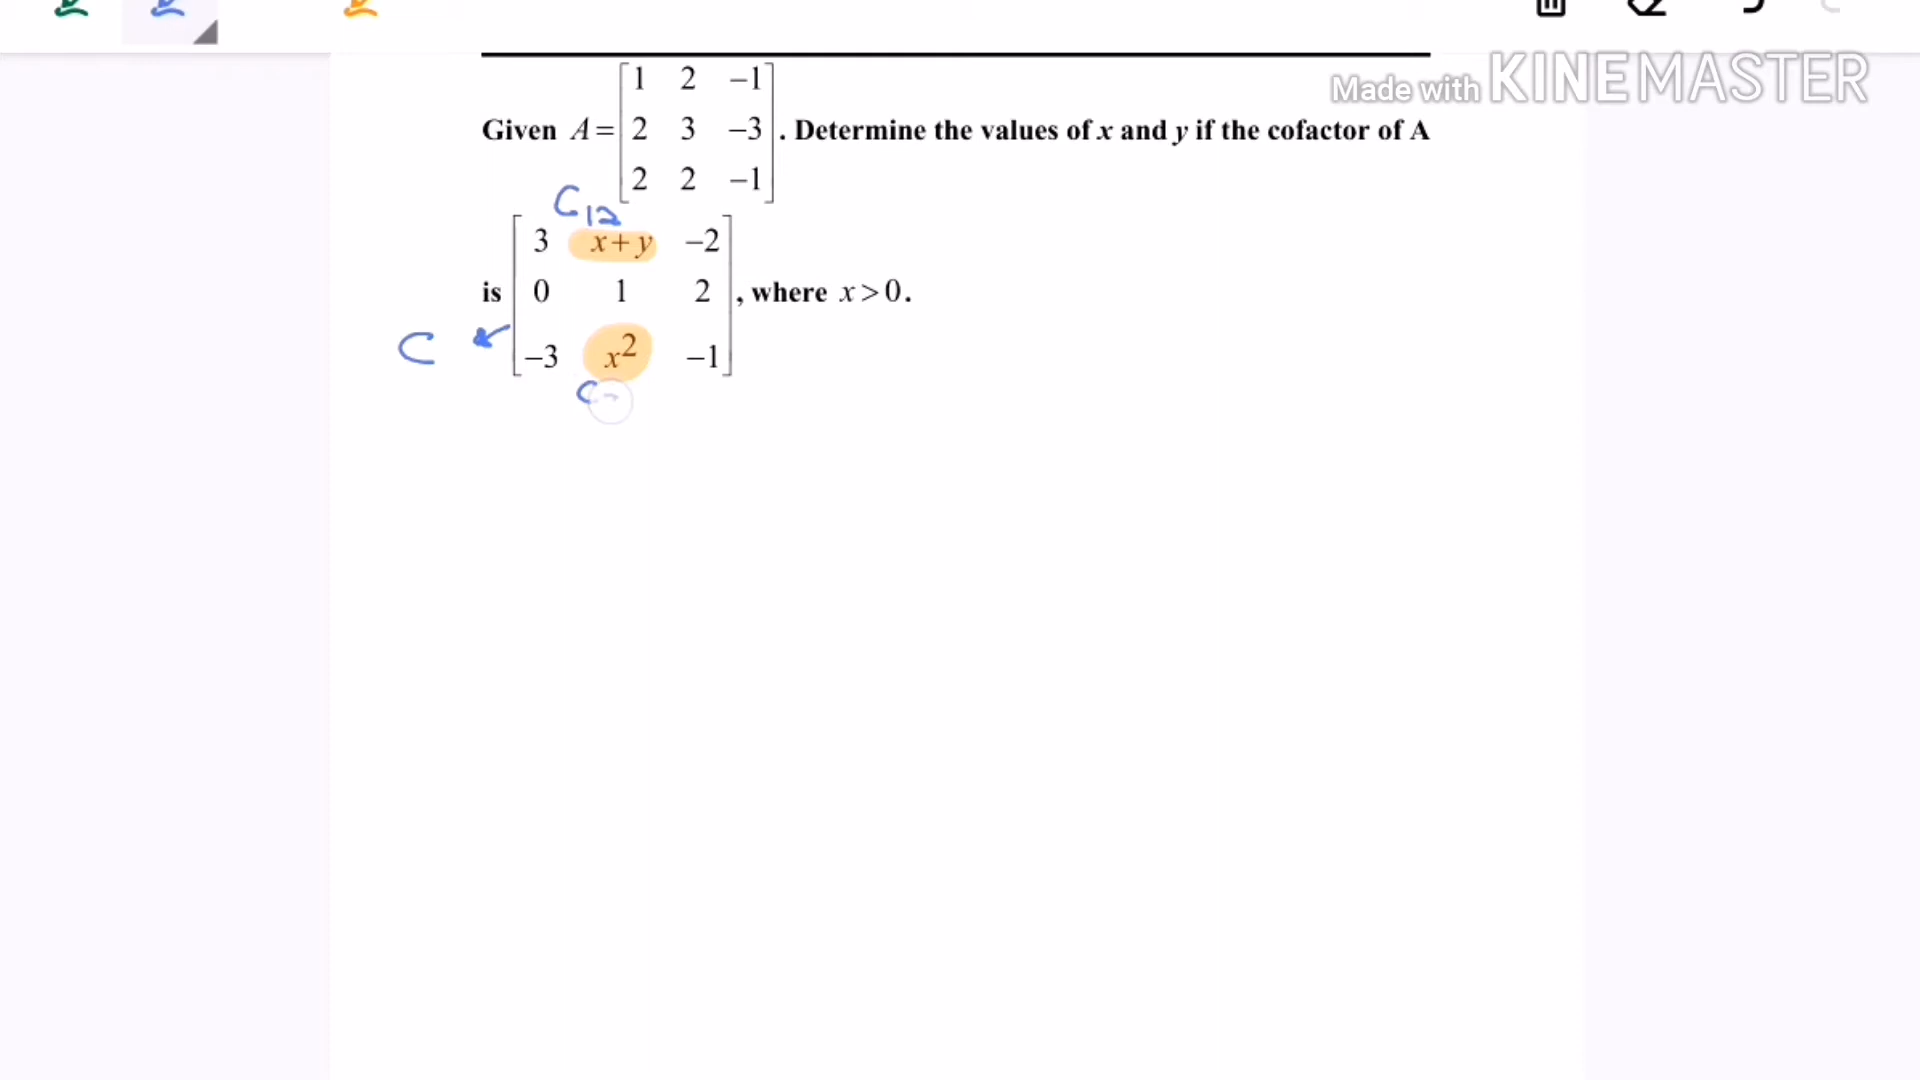 Made with KINEMASTER
1 2 −1
Given A= 2 3 −3 . Determine the values of x and y if the cofactor of A
2 2 −1
C12
3 x+y −2
is 0 1 2 , where x>0.
C
−3 x² −1
C